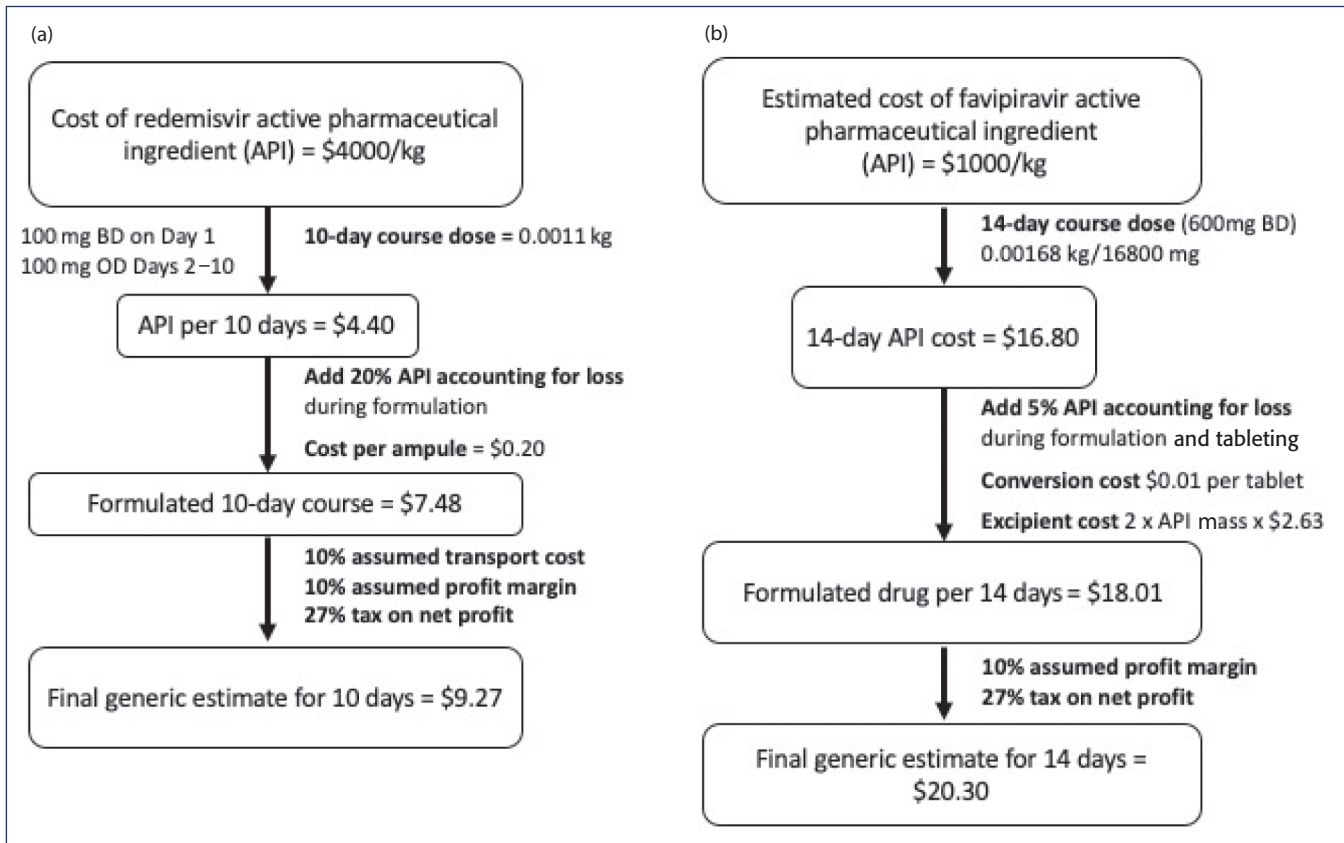 (a)
Cost of redemisvir active pharmaceutical
ingredient (API) = $4000/kg
100 mg BD on Day 1
100 mg OD Days 2–10
10-day course dose = 0.0011 kg
API per 10 days = $4.40
Add 20% API accounting for loss
during formulation
Cost per ampule = $0.20
Formulated 10-day course = $7.48
10% assumed transport cost
10% assumed profit margin
27% tax on net profit
Final generic estimate for 10 days = $9.27
(b)
Estimated cost of favipiravir active
pharmaceutical ingredient
(API) = $1000/kg
14-day course dose (600mg BD)
0.00168 kg/16800 mg
14-day API cost = $16.80
Add 5% API accounting for loss
during formulation and tableting
Conversion cost $0.01 per tablet
Excipient cost 2 x API mass x $2.63
Formulated drug per 14 days = $18.01
10% assumed profit margin
27% tax on net profit
Final generic estimate for 14 days =
$20.30